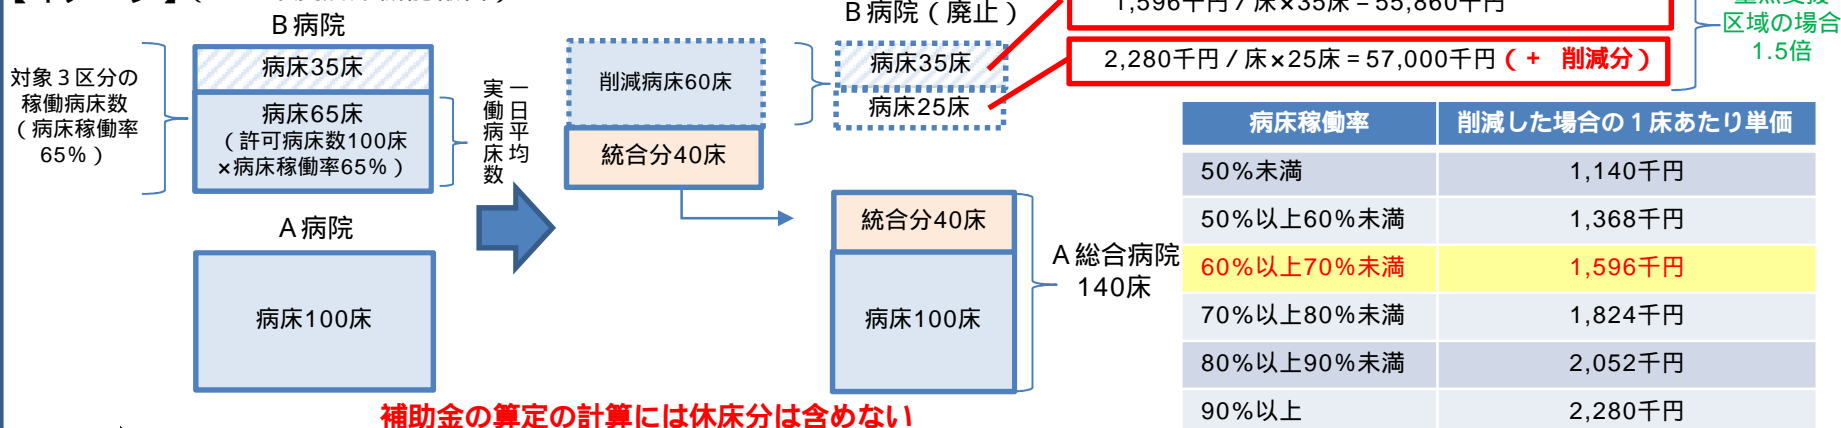 B病院
病床35床
病床65床
(許可病床数100床
×病床稼働率65%)
対象3区分の
稼働病床数
(病床稼働率
65%)
一日平均
実働病床数
A病院
病床100床
削減病床60床
統合分40床
B病院(廃止)
病床35床
病床25床
統合分40床
病床100床
A総合病院
140床
1,596千円/床×35床=55,860千円
2,280千円/床×25床=57,000千円(+ 削減分)
区域の場合
1.5倍
病床稼働率 削減した場合の1床あたり単価
50%未満 1,140千円
50%以上60%未満 1,368千円
60%以上70%未満 1,596千円
70%以上80%未満 1,824千円
80%以上90%未満 2,052千円
90%以上 2,280千円
補助金の算定の計算には休床分は含めない